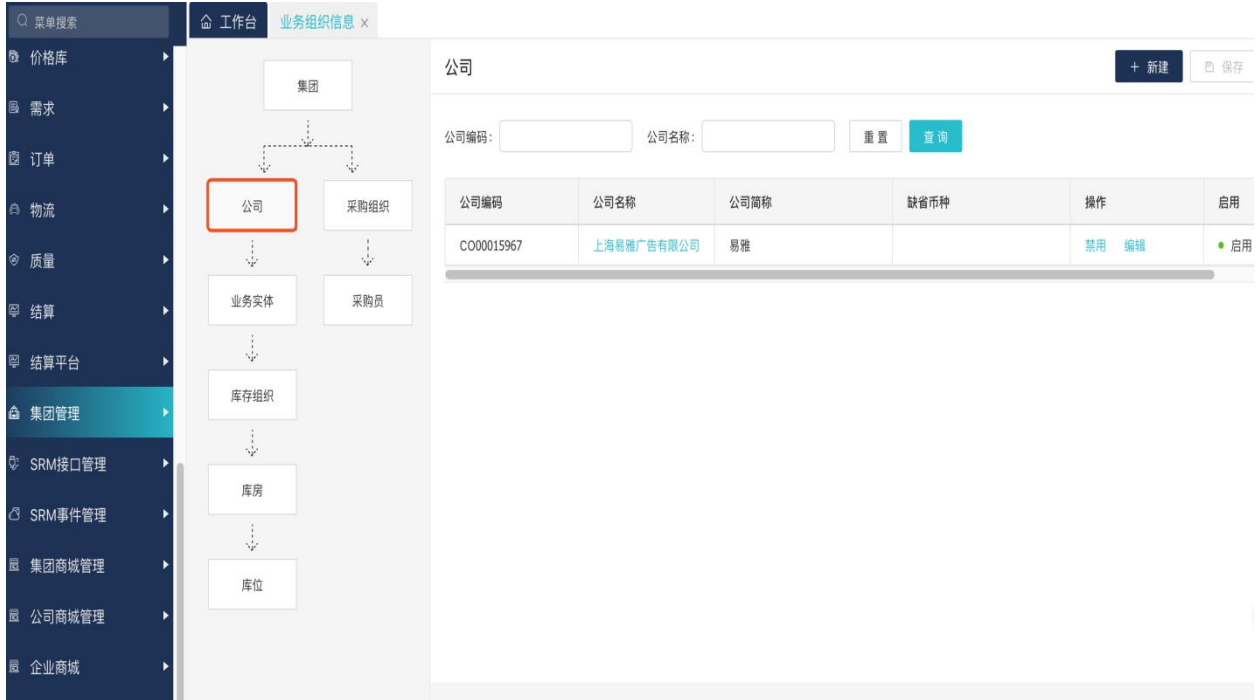 菜单搜索
工作台
业务组织信息 ×
价格库
需求
订单
物流
质量
结算
结算平台
集团管理
SRM接口管理
SRM事件管理
集团商城管理
公司商城管理
企业商城
集团
公司
采购组织
业务实体
采购员
库存组织
库房
库位
公司
+ 新建
保存
公司编码:
公司名称:
重置
查询
公司编码 公司名称 公司简称 缺省币种 操作 启用
CO00015967 上海易雅广告有限公司 易雅 禁用 编辑 启用